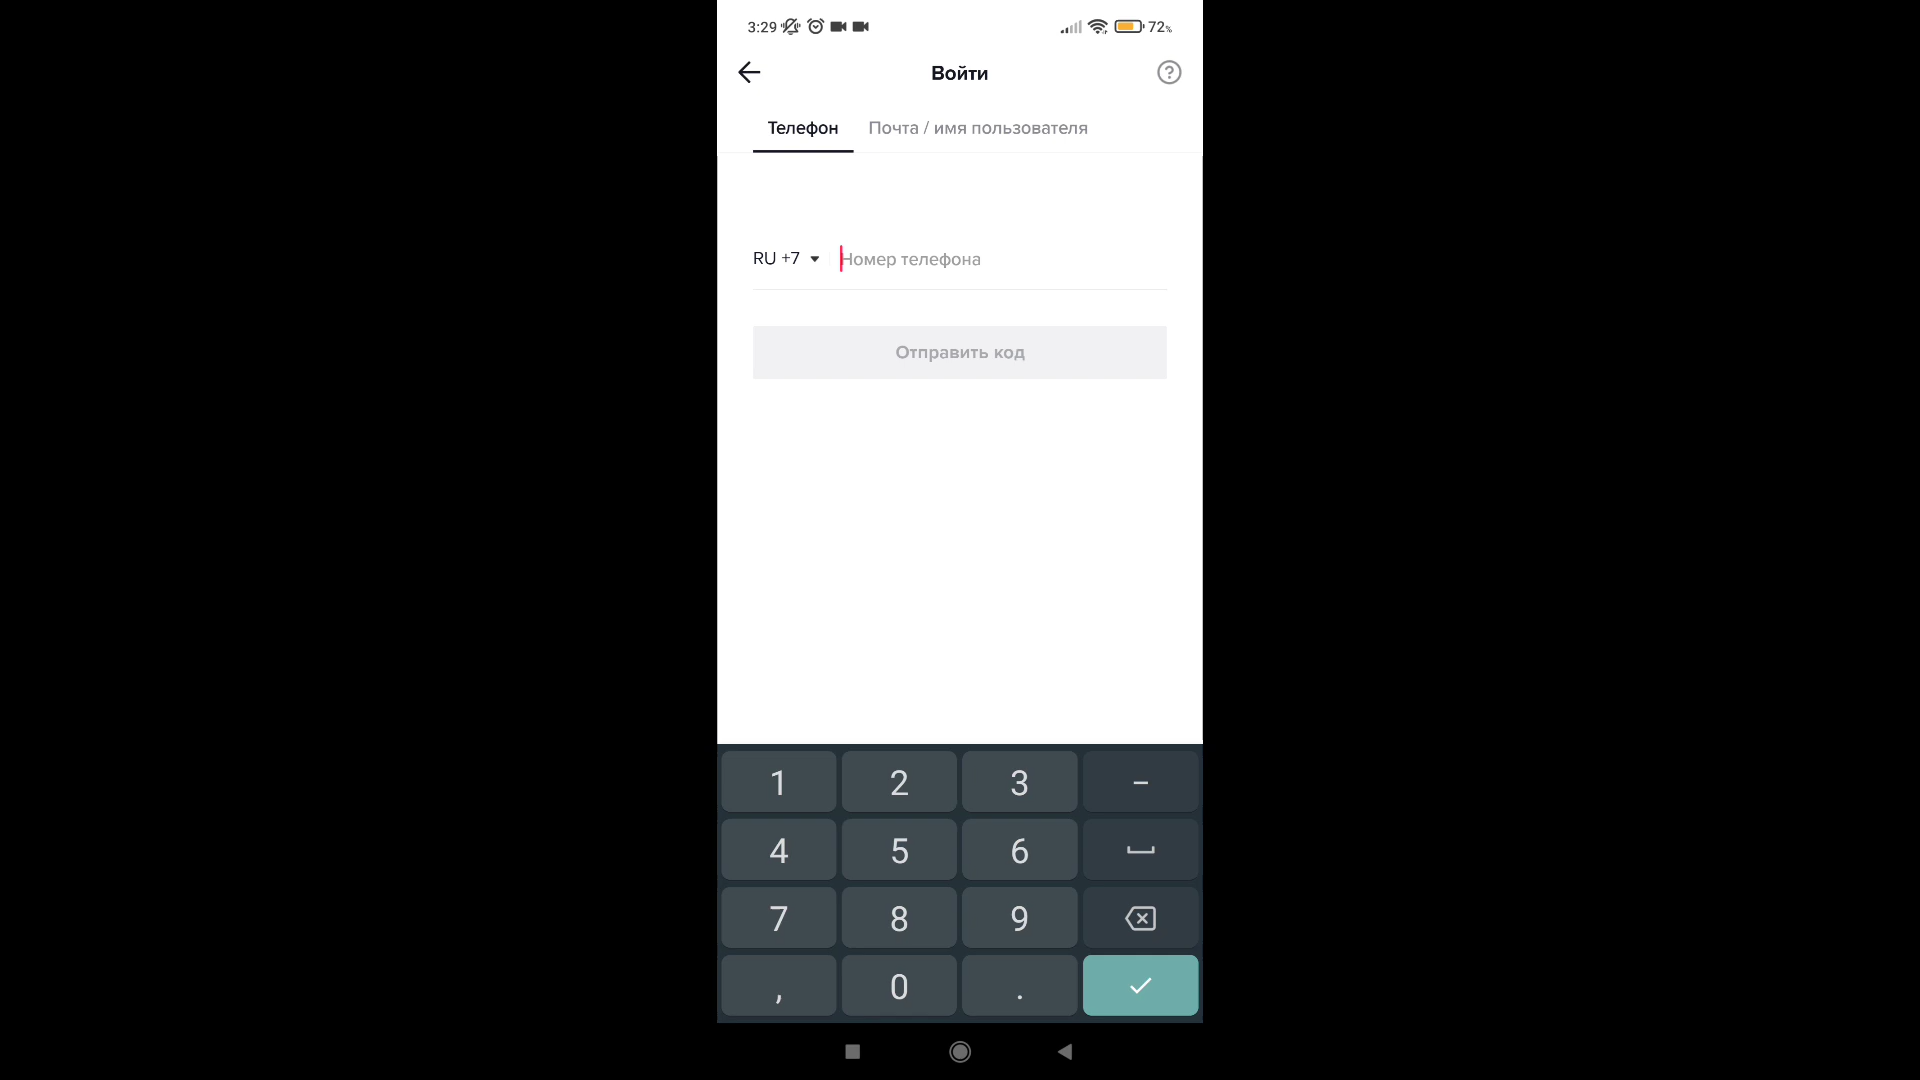 3:29 72%
Войти
Телефон Почта / имя пользователя
RU +7 Номер телефона
Отправить код
1 2 3 –
4 5 6
7 8 9
, 0 .